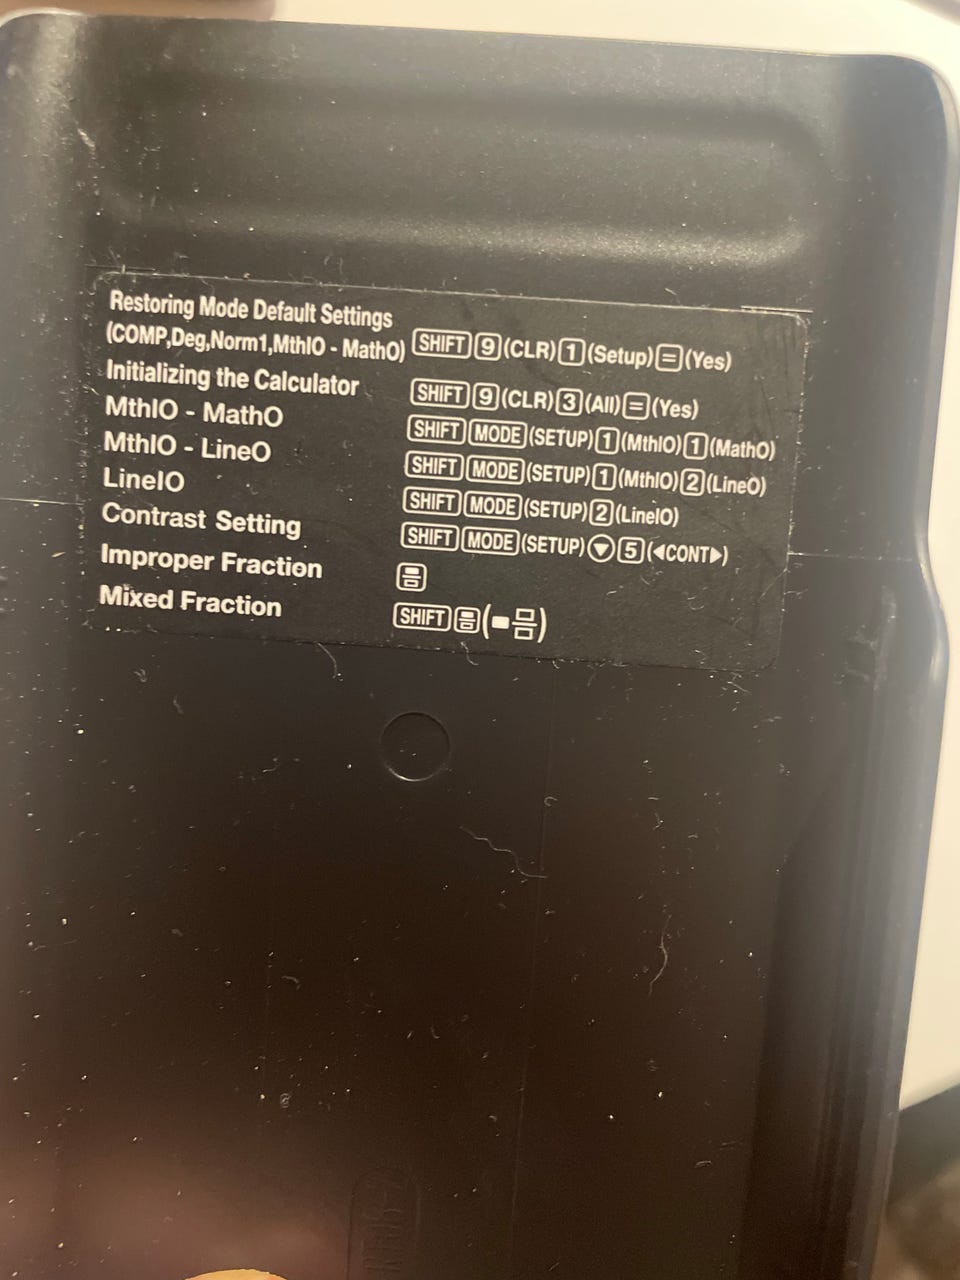 Restoring Mode Default Settings
(COMP,Deg,Norm1,MthIO - MathO) SHIFT 9 (CLR) 1 (Setup) = (Yes)
Initializing the Calculator SHIFT 9 (CLR) 3 (All) = (Yes)
MthIO - MathO SHIFT MODE (SETUP) 1 (MthIO) 1 (MathO)
MthIO - LineO SHIFT MODE (SETUP) 1 (MthIO) 2 (LineO)
LineIO SHIFT MODE (SETUP) 2 (LineIO)
Contrast Setting SHIFT MODE (SETUP) ▼ 5 (◀CONT▶)
Improper Fraction
Mixed Fraction SHIFT